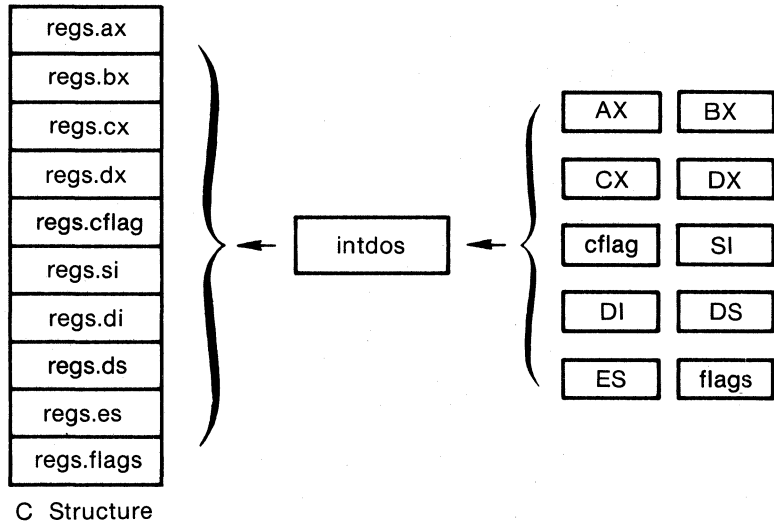 regs.ax
regs.bx
regs.cx
regs.dx
regs.cflag
regs.si
regs.di
regs.ds
regs.es
regs.flags
C Structure
intdos
AX BX
CX DX
cflag SI
DI DS
ES flags